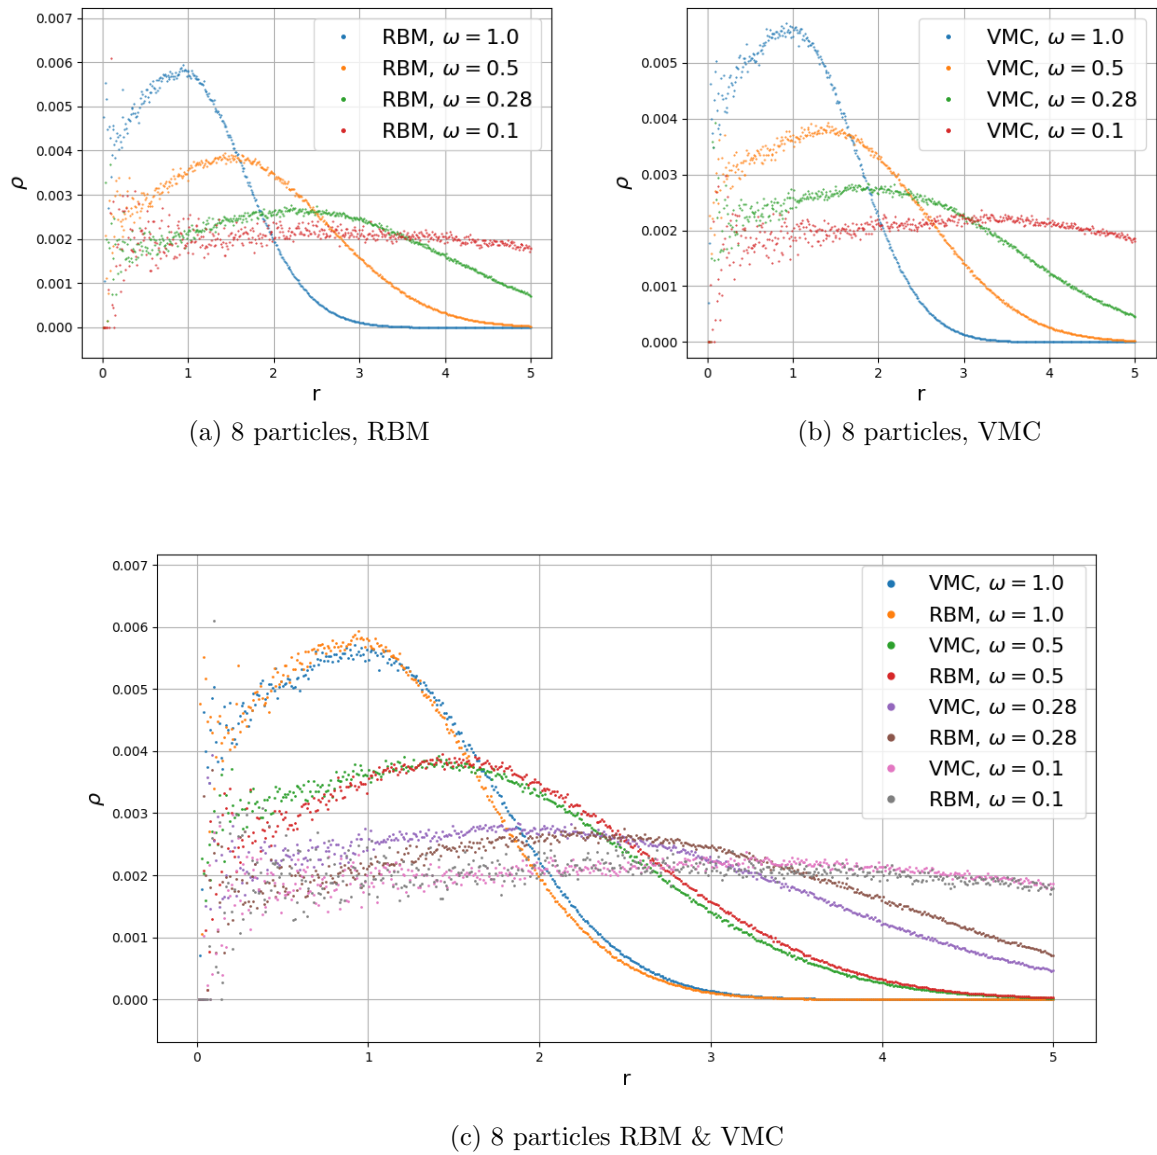 0.007
0.006
0.005
0.004
0.003
0.002
0.001
0.000
ρ
0 1 2 3 4 5
r
RBM, ω = 1.0
RBM, ω = 0.5
RBM, ω = 0.28
RBM, ω = 0.1
(a) 8 particles, RBM
0.005
0.004
0.003
0.002
0.001
0.000
ρ
0 1 2 3 4 5
r
VMC, ω = 1.0
VMC, ω = 0.5
VMC, ω = 0.28
VMC, ω = 0.1
(b) 8 particles, VMC
0.007
0.006
0.005
0.004
0.003
0.002
0.001
0.000
ρ
0 1 2 3 4 5
r
VMC, ω = 1.0
RBM, ω = 1.0
VMC, ω = 0.5
RBM, ω = 0.5
VMC, ω = 0.28
RBM, ω = 0.28
VMC, ω = 0.1
RBM, ω = 0.1
(c) 8 particles RBM & VMC